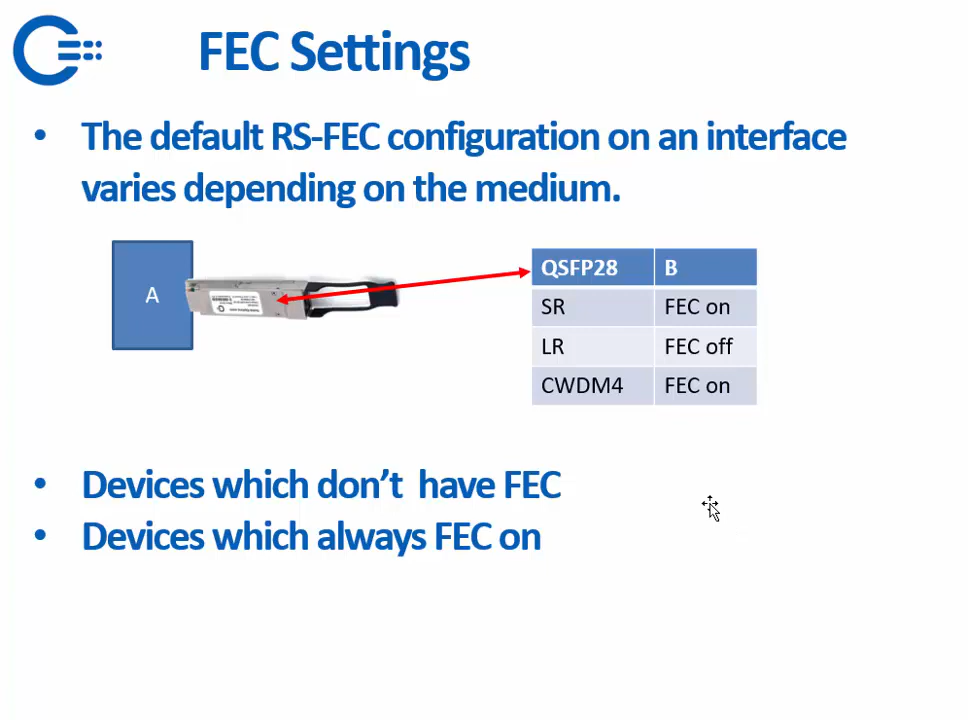 FEC Settings
• The default RS-FEC configuration on an interface
varies depending on the medium.
A
QSFP28 B
SR FEC on
LR FEC off
CWDM4 FEC on
• Devices which don’t have FEC
• Devices which always FEC on